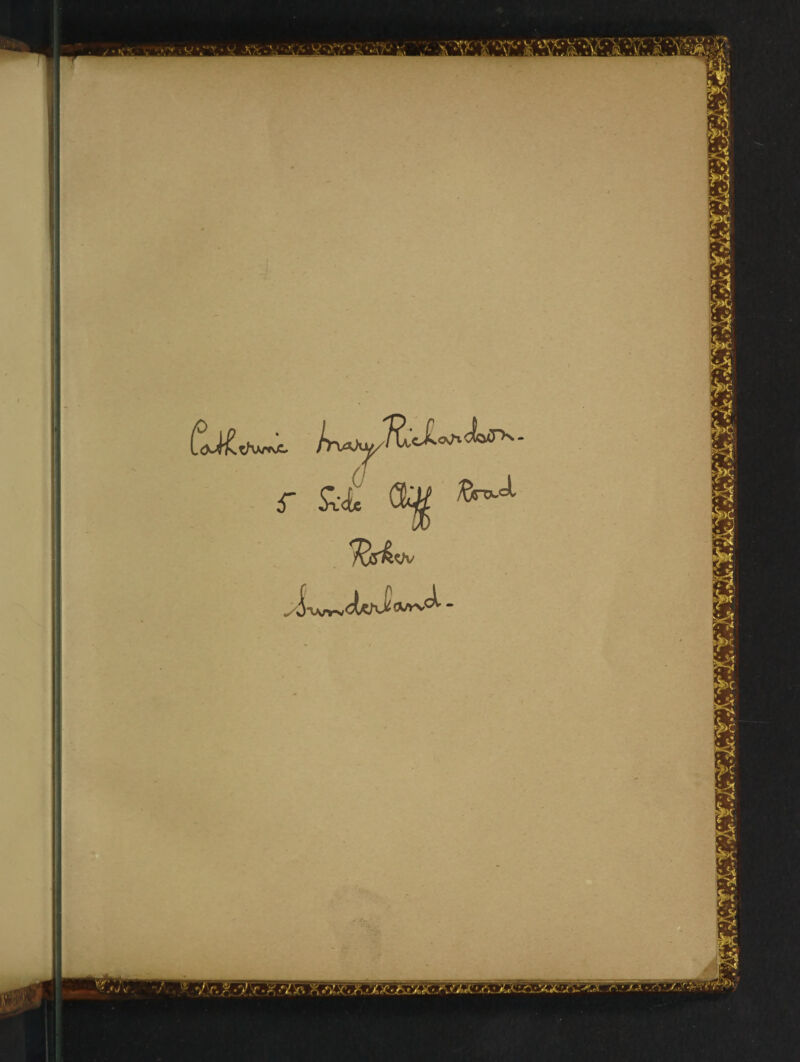 Catherine Mary Richardson.
5 Side Cliff Road
Roker
Sunderland.